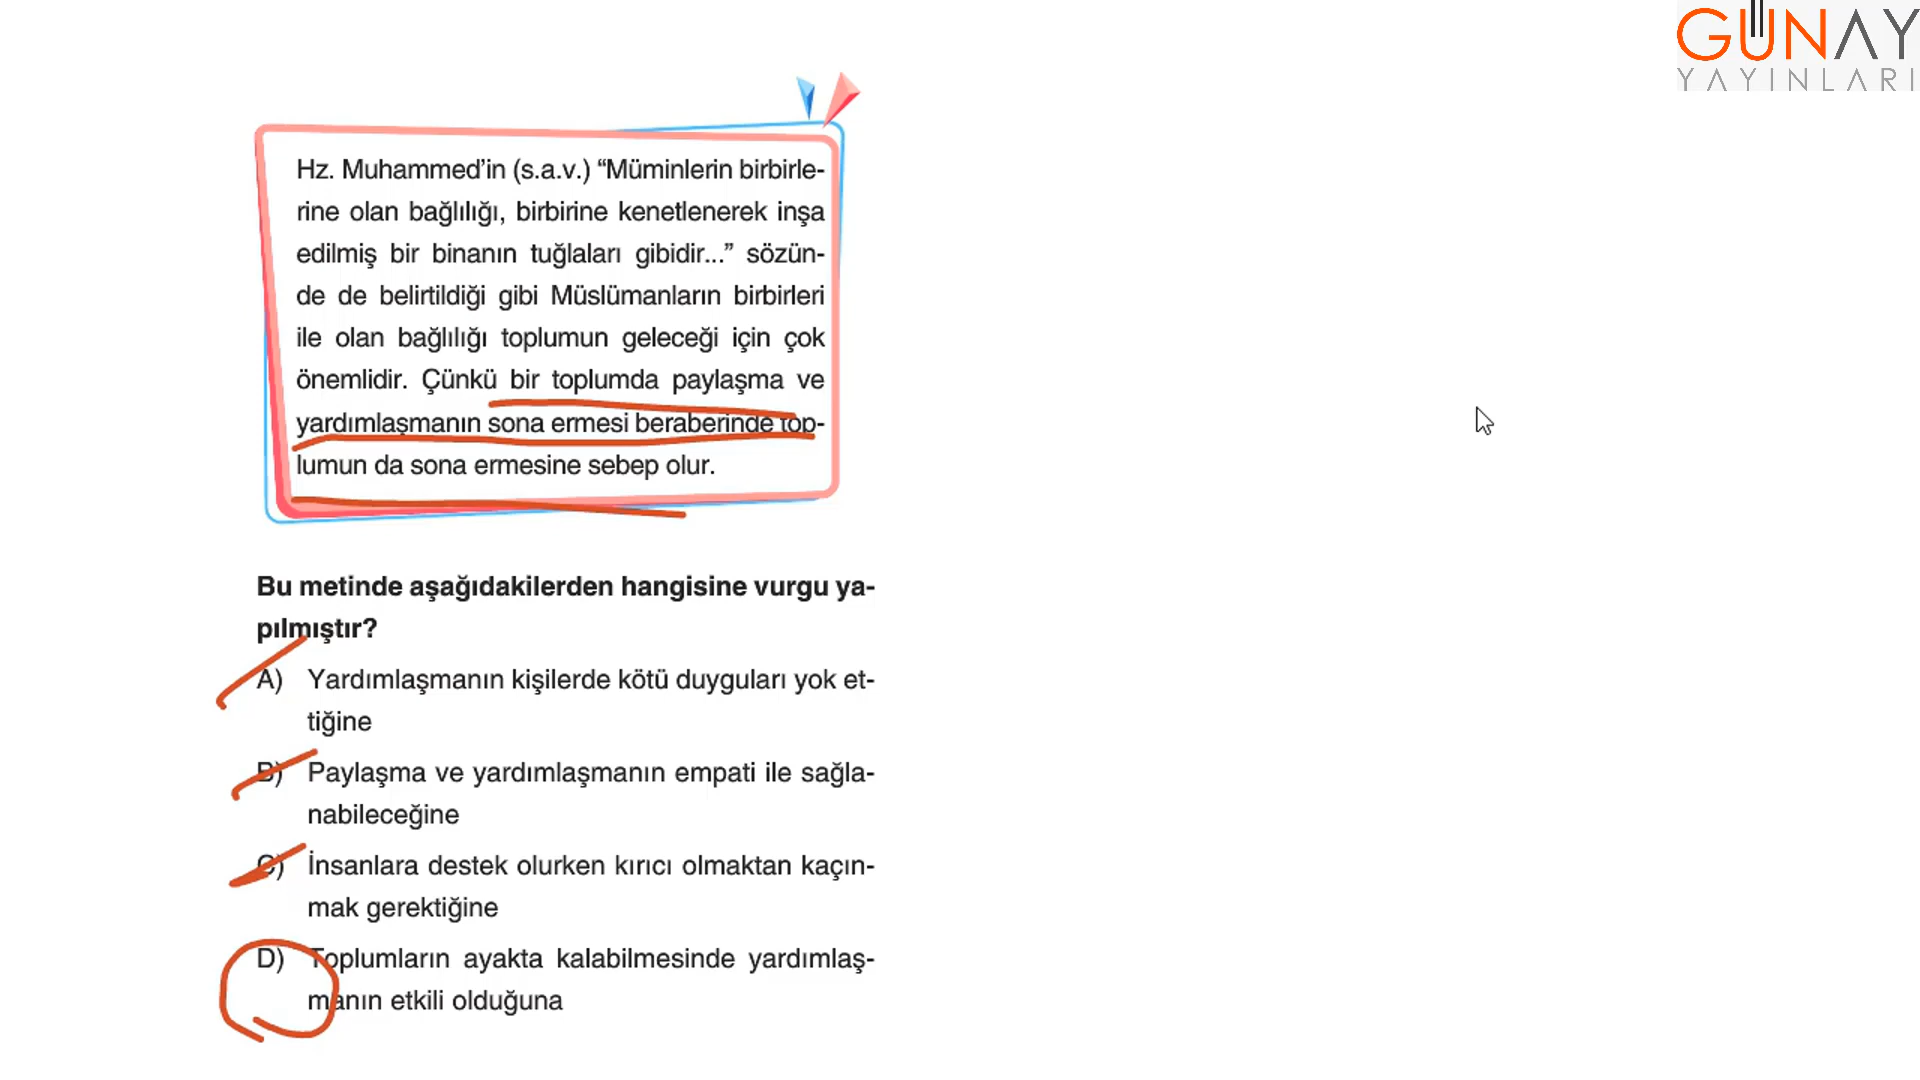 GÜNAY
YAYINLARI
Hz. Muhammed'in (s.a.v.) “Müminlerin birbirle-
rine olan bağlılığı, birbirine kenetlenerek inşa
edilmiş bir binanın tuğlaları gibidir...” sözün-
de de belirtildiği gibi Müslümanların birbirleri
ile olan bağlılığı toplumun geleceği için çok
önemlidir. Çünkü bir toplumda paylaşma ve
yardımlaşmanın sona ermesi beraberinde top-
lumun da sona ermesine sebep olur.
Bu metinde aşağıdakilerden hangisine vurgu ya-
pılmıştır?
A) Yardımlaşmanın kişilerde kötü duyguları yok et-
tiğine
B) Paylaşma ve yardımlaşmanın empati ile sağla-
nabileceğine
C) İnsanlara destek olurken kırıcı olmaktan kaçın-
mak gerektiğine
D) Toplumların ayakta kalabilmesinde yardımlaş-
manın etkili olduğuna